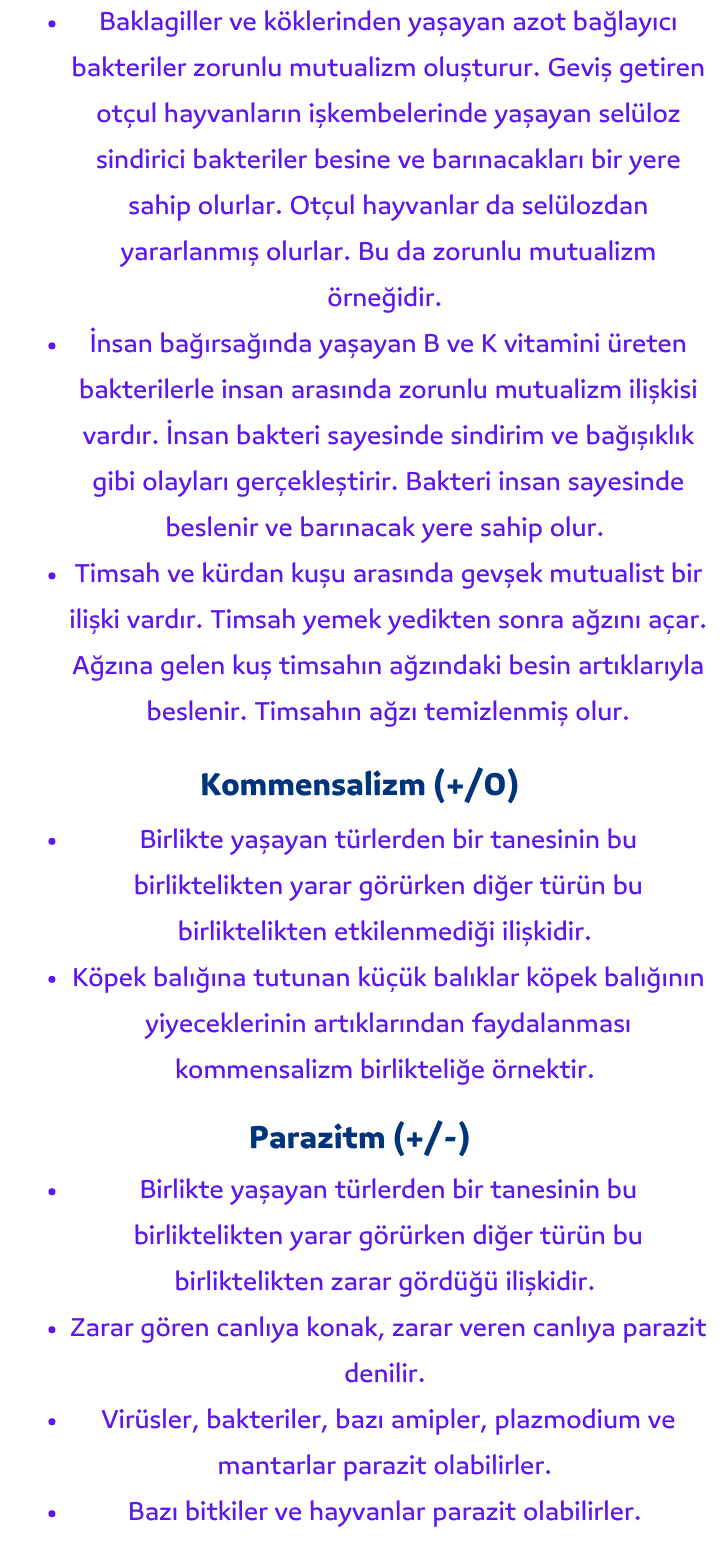 • Baklagiller ve köklerinden yaşayan azot bağlayıcı
bakteriler zorunlu mutualizm oluşturur. Geviş getiren
otçul hayvanların işkembelerinde yaşayan selüloz
sindirici bakteriler besine ve barınacakları bir yere
sahip olurlar. Otçul hayvanlar da selülozdan
yararlanmış olurlar. Bu da zorunlu mutualizm
örneğidir.
• İnsan bağırsağında yaşayan B ve K vitamini üreten
bakterilerle insan arasında zorunlu mutualizm ilişkisi
vardır. İnsan bakteri sayesinde sindirim ve bağışıklık
gibi olayları gerçekleştirir. Bakteri insan sayesinde
beslenir ve barınacak yere sahip olur.
• Timsah ve kürdan kuşu arasında gevşek mutualist bir
ilişki vardır. Timsah yemek yedikten sonra ağzını açar.
Ağzına gelen kuş timsahın ağzındaki besin artıklarıyla
beslenir. Timsahın ağzı temizlenmiş olur.
Kommensalizm (+/0)
• Birlikte yaşayan türlerden bir tanesinin bu
birliktelikten yarar görürken diğer türün bu
birliktelikten etkilenmediği ilişkidir.
• Köpek balığına tutunan küçük balıklar köpek balığının
yiyeceklerinin artıklarından faydalanması
kommensalizm birlikteliğe örnektir.
Parazitm (+/-)
• Birlikte yaşayan türlerden bir tanesinin bu
birliktelikten yarar görürken diğer türün bu
birliktelikten zarar gördüğü ilişkidir.
• Zarar gören canlıya konak, zarar veren canlıya parazit
denilir.
• Virüsler, bakteriler, bazı amipler, plazmodium ve
mantarlar parazit olabilirler.
• Bazı bitkiler ve hayvanlar parazit olabilirler.